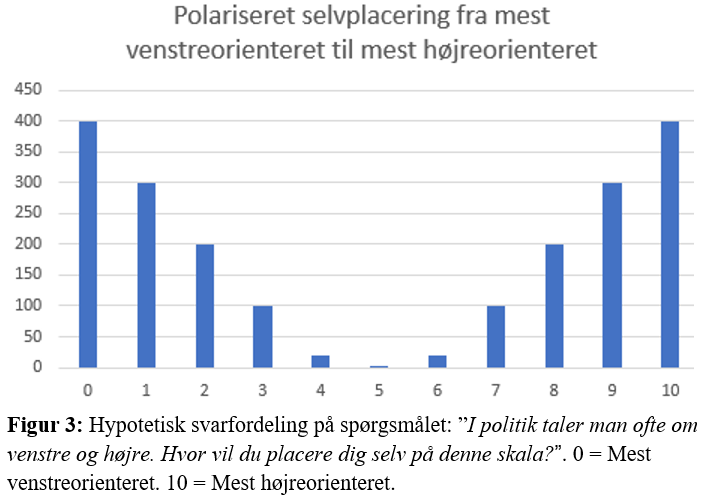 Polariseret selvplacering fra mest
venstreorienteret til mest højreorienteret
450
400
350
300
250
200
150
100
50
0
0 1 2 3 4 5 6 7 8 9 10
Figur 3: Hypotetisk svarfordeling på spørgsmålet: ”I politik taler man ofte om
venstre og højre. Hvor vil du placere dig selv på denne skala?”. 0 = Mest
venstreorienteret. 10 = Mest højreorienteret.